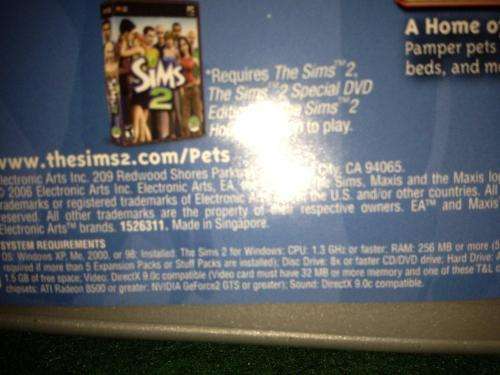 PC
The
SiMS
2
*Requires The Sims™ 2,
The Sims™ 2 Special DVD
Sims™ 2
to play.
A Home o
Pamper pets
beds, and m
www.thesims2.com/Pets
Electronic Arts Inc. 209 Redwood Shores City, CA 94065.
© 2006 Electronic Arts Inc. Electronic Arts, EA Sims, Maxis and the Maxis lo
trademarks or registered trademarks of Electronic U.S. and/or other countries. All
reserved. All other trademarks are the property of their respective owners. EA™ and Maxis
Electronic Arts™ brands. 1526311. Made in Singapore.
SYSTEM REQUIREMENTS
OS: Windows XP, Me, 2000, or 98; Installed: The Sims 2 for Windows; CPU: 1.3 GHz or faster; RAM: 256 MB or more
required if more than 5 Expansion Packs or Stuff Packs are installed); Disc Drive: 8x or faster CD/DVD drive; Hard Drive:
1.5 GB of free space; Video: DirectX 9.0c compatible (Video card must have 32 MB or more memory and one of these T&L
chipsets: ATI Radeon 8500 or greater; NVIDIA GeForce2 GTS or greater); Sound: DirectX 9.0c compatible.